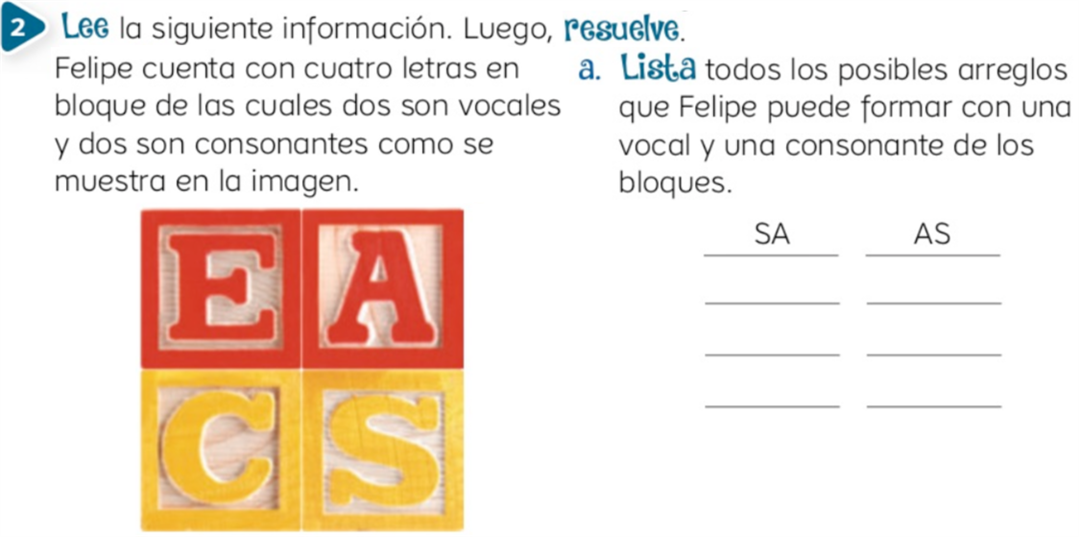 2 Lee la siguiente información. Luego, resuelve.
Felipe cuenta con cuatro letras en
bloque de las cuales dos son vocales
y dos son consonantes como se
muestra en la imagen.
E A
C S
a. Lista todos los posibles arreglos
que Felipe puede formar con una
vocal y una consonante de los
bloques.
SA AS